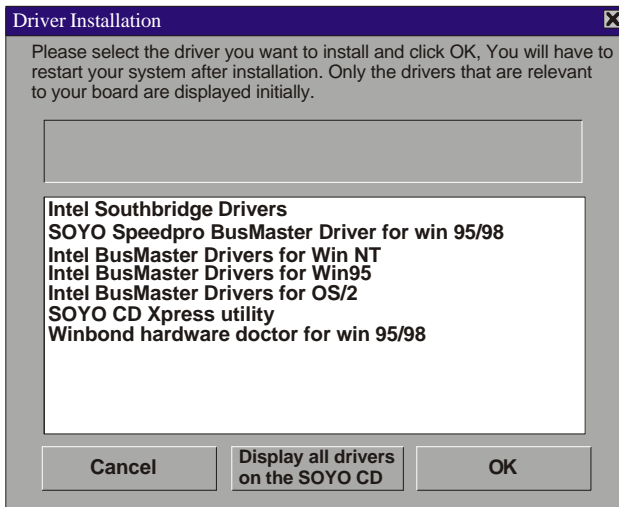 Driver Installation
Please select the driver you want to install and click OK, You will have to
restart your system after installation. Only the drivers that are relevant
to your board are displayed initially.
Intel Southbridge Drivers
SOYO Speedpro BusMaster Driver for win 95/98
Intel BusMaster Drivers for Win NT
Intel BusMaster Drivers for Win95
Intel BusMaster Drivers for OS/2
SOYO CD Xpress utility
Winbond hardware doctor for win 95/98
Cancel
Display all drivers
on the SOYO CD
OK